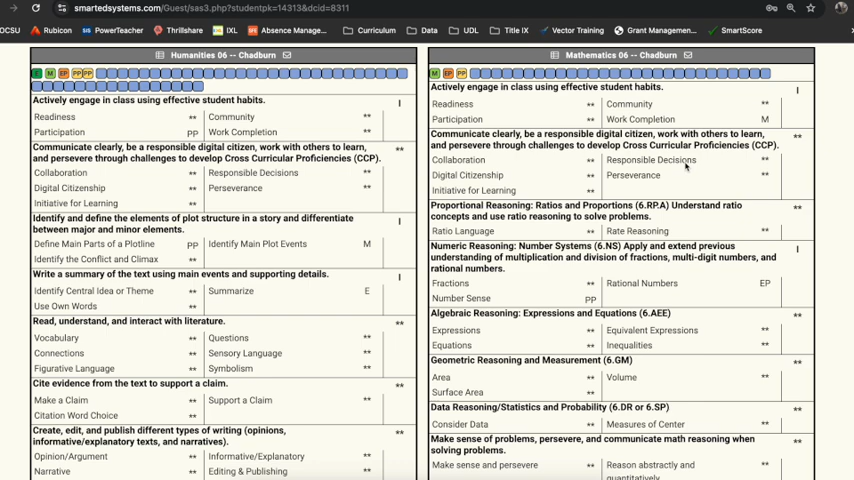 smartedsystems.com/Guest/sas3.php?studentpk=14313&dcid=8311
OCSU Rubicon SIS PowerTeacher Thrillshare IXL IXL Absence Manage... Curriculum Data UDL Title IX Vector Training Grant Managemen... SmartScore
Humanities 06 -- Chadburn
E M EP PP PP
Actively engage in class using effective student habits. I
Readiness ** Community **
Participation PP Work Completion **
Communicate clearly, be a responsible digital citizen, work with others to learn, **
and persevere through challenges to develop Cross Curricular Proficiencies (CCP).
Collaboration ** Responsible Decisions **
Digital Citizenship ** Perseverance **
Initiative for Learning **
Identify and define the elements of plot structure in a story and differentiate I
between major and minor elements.
Define Main Parts of a Plotline PP Identify Main Plot Events M
Identify the Conflict and Climax **
Write a summary of the text using main events and supporting details. I
Identify Central Idea or Theme ** Summarize E
Use Own Words **
Read, understand, and interact with literature. **
Vocabulary ** Questions **
Connections ** Sensory Language **
Figurative Language ** Symbolism **
Cite evidence from the text to support a claim. **
Make a Claim ** Support a Claim **
Citation Word Choice **
Create, edit, and publish different types of writing (opinions, **
informative/explanatory texts, and narratives).
Opinion/Argument ** Informative/Explanatory **
Narrative ** Editing & Publishing **
Mathematics 06 -- Chadburn
M EP PP
Actively engage in class using effective student habits. I
Readiness ** Community **
Participation ** Work Completion M
Communicate clearly, be a responsible digital citizen, work with others to learn, **
and persevere through challenges to develop Cross Curricular Proficiencies (CCP).
Collaboration ** Responsible Decisions **
Digital Citizenship ** Perseverance **
Initiative for Learning **
Proportional Reasoning: Ratios and Proportions (6.RP.A) Understand ratio **
concepts and use ratio reasoning to solve problems.
Ratio Language ** Rate Reasoning **
Numeric Reasoning: Number Systems (6.NS) Apply and extend previous I
understanding of multiplication and division of fractions, multi-digit numbers, and
rational numbers.
Fractions ** Rational Numbers EP
Number Sense PP
Algebraic Reasoning: Expressions and Equations (6.AEE) **
Expressions ** Equivalent Expressions **
Equations ** Inequalities **
Geometric Reasoning and Measurement (6.GM) **
Area ** Volume **
Surface Area **
Data Reasoning/Statistics and Probability (6.DR or 6.SP) **
Consider Data ** Measures of Center **
Make sense of problems, persevere, and communicate math reasoning when **
solving problems.
Make sense and persevere ** Reason abstractly and **
quantitatively